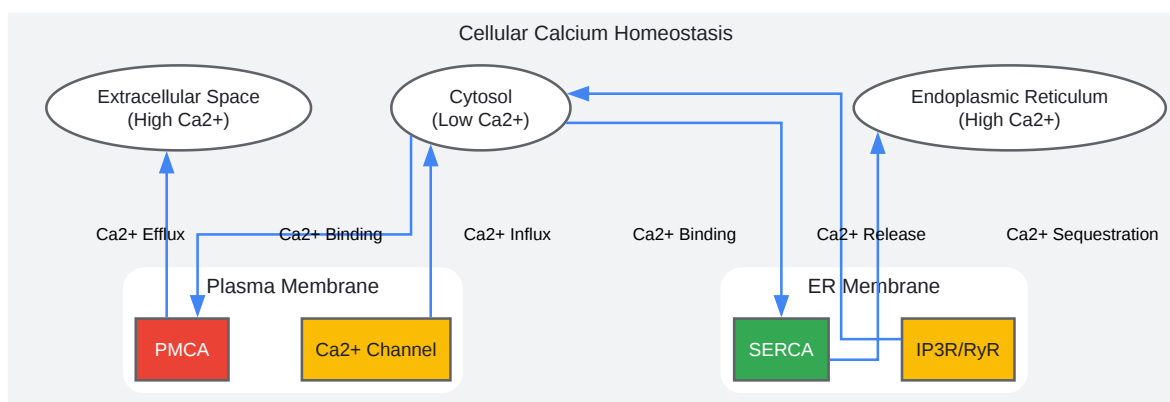 Cellular Calcium Homeostasis
Extracellular Space
(High Ca2+)
Cytosol
(Low Ca2+)
Endoplasmic Reticulum
(High Ca2+)
Ca2+ Efflux
Ca2+ Binding
Ca2+ Influx
Ca2+ Binding
Ca2+ Release
Ca2+ Sequestration
Plasma Membrane
ER Membrane
PMCA
Ca2+ Channel
SERCA
IP3R/RyR